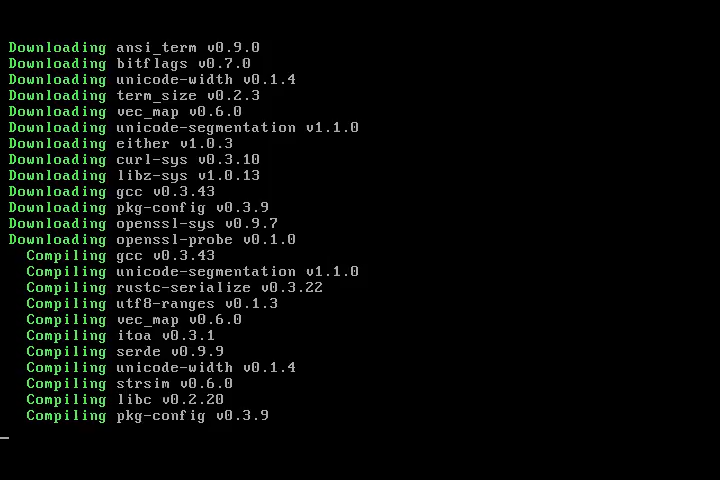 Downloading ansi_term v0.9.0
Downloading bitflags v0.7.0
Downloading unicode-width v0.1.4
Downloading term_size v0.2.3
Downloading vec_map v0.6.0
Downloading unicode-segmentation v1.1.0
Downloading either v1.0.3
Downloading curl-sys v0.3.10
Downloading libz-sys v1.0.13
Downloading gcc v0.3.43
Downloading pkg-config v0.3.9
Downloading openssl-sys v0.9.7
Downloading openssl-probe v0.1.0
Compiling gcc v0.3.43
Compiling unicode-segmentation v1.1.0
Compiling rustc-serialize v0.3.22
Compiling utf8-ranges v0.1.3
Compiling vec_map v0.6.0
Compiling itoa v0.3.1
Compiling serde v0.9.9
Compiling unicode-width v0.1.4
Compiling strsim v0.6.0
Compiling libc v0.2.20
Compiling pkg-config v0.3.9